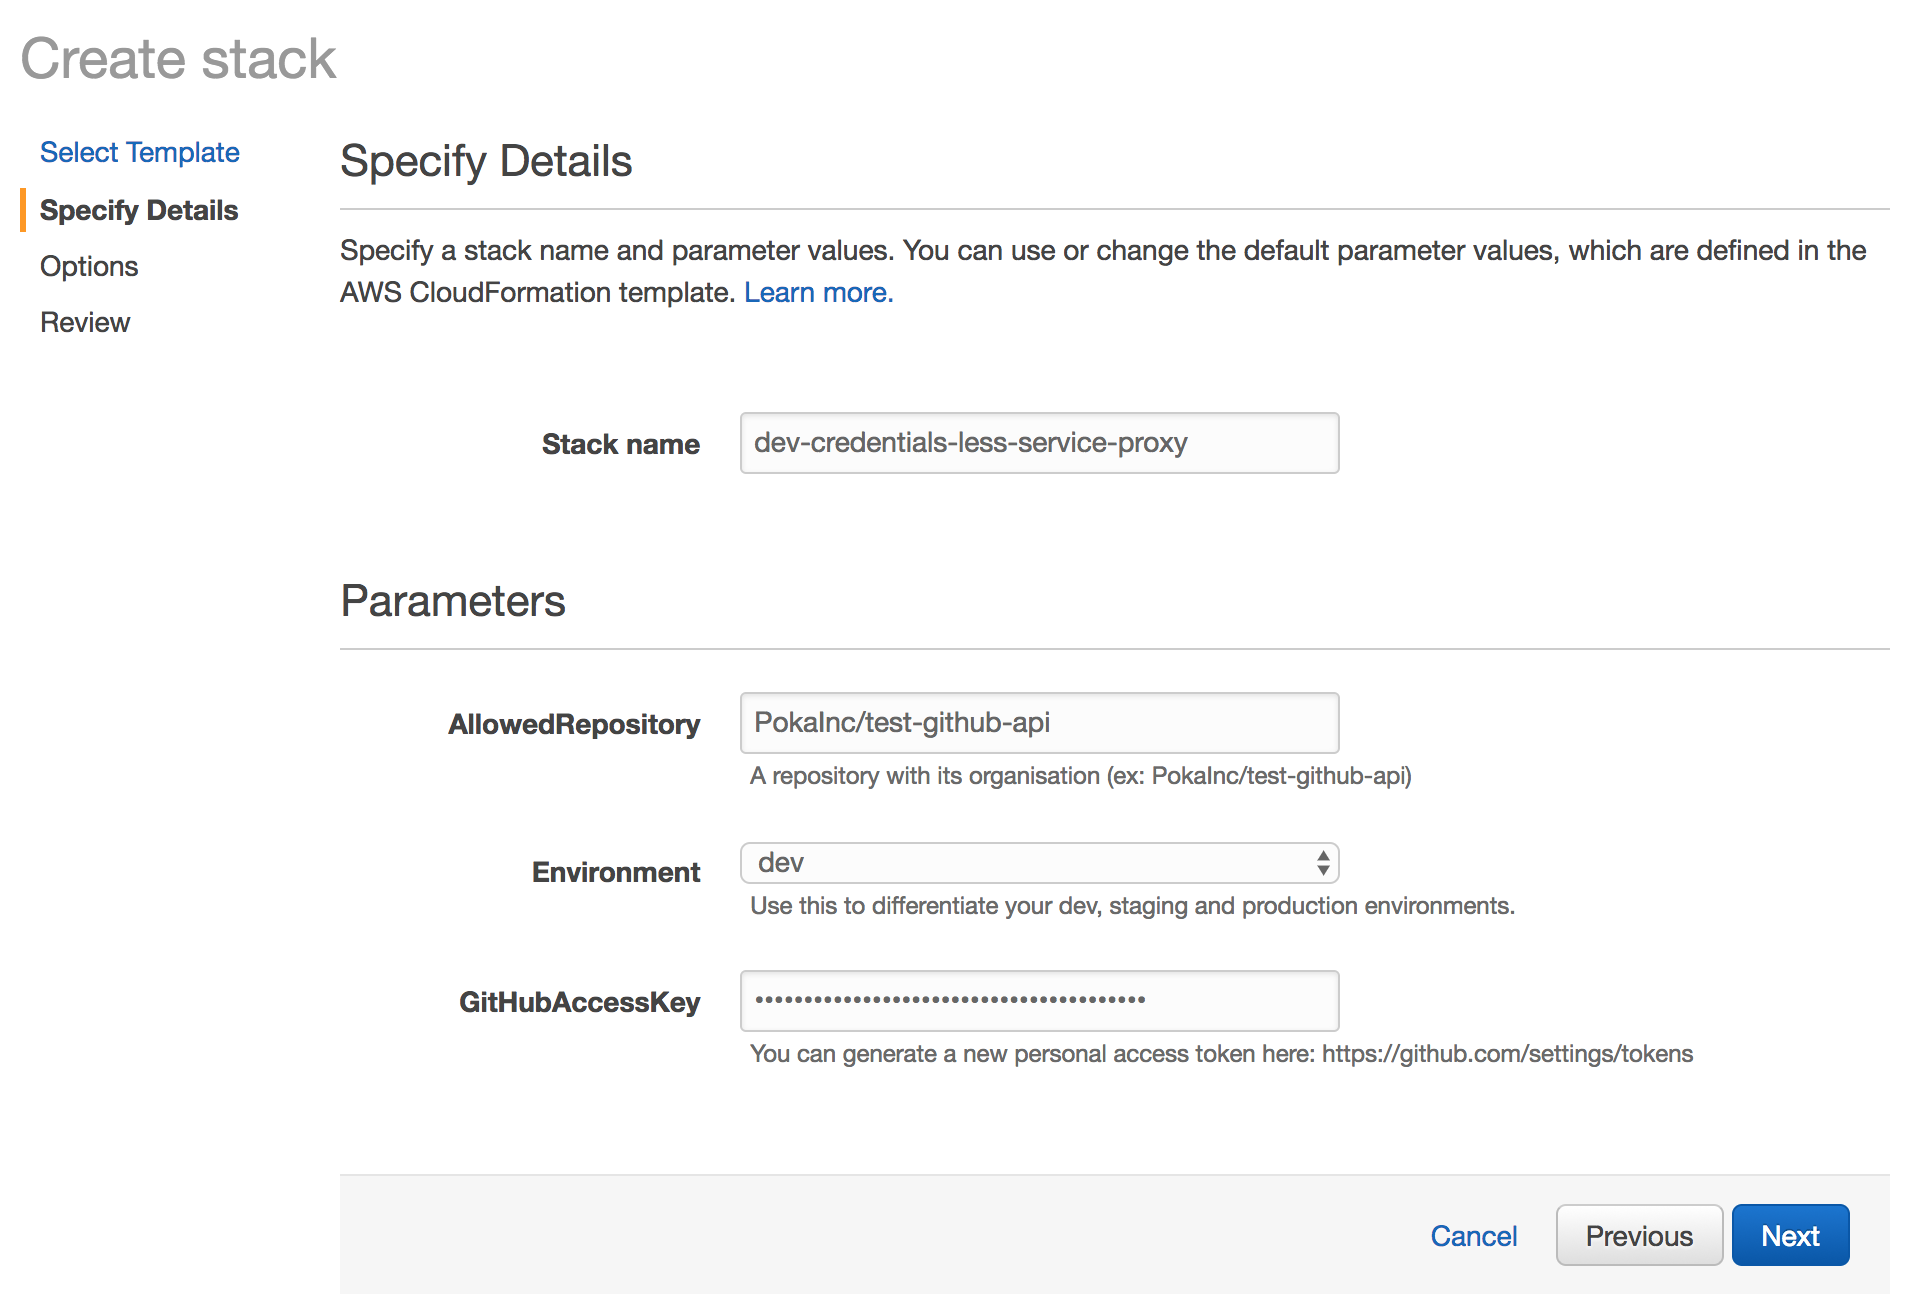 Create stack
Select Template
Specify Details
Options
Review
Specify Details
Specify a stack name and parameter values. You can use or change the default parameter values, which are defined in the
AWS CloudFormation template. Learn more.
Stack name
dev-credentials-less-service-proxy
Parameters
AllowedRepository
PokaInc/test-github-api
A repository with its organisation (ex: PokaInc/test-github-api)
Environment
dev
Use this to differentiate your dev, staging and production environments.
GitHubAccessKey
••••••••••••••••••••••••••••••••••••••••
You can generate a new personal access token here: https://github.com/settings/tokens
Cancel
Previous
Next